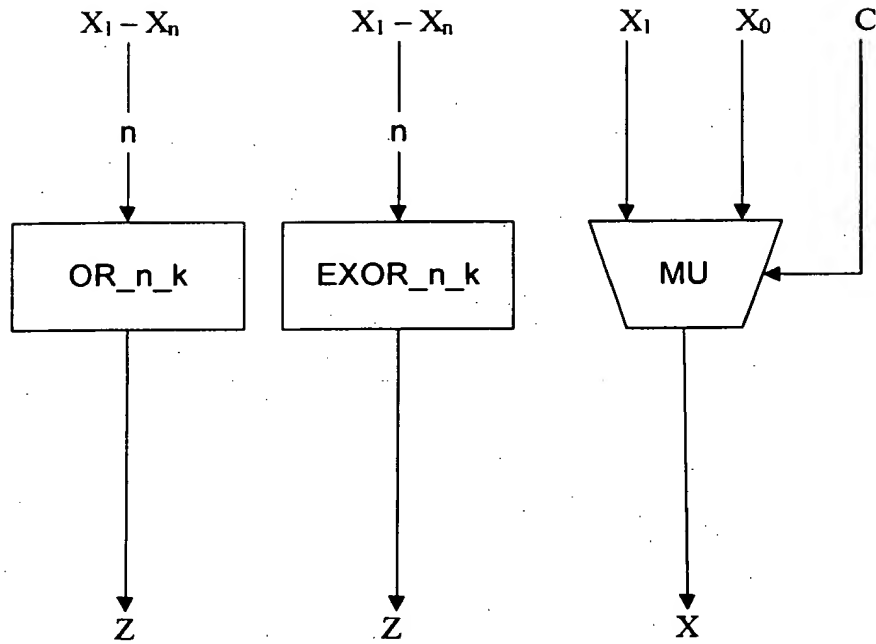 X₁ – Xₙ X₁ – Xₙ X₁ X₀ C
n n
OR_n_k EXOR_n_k MU
Z Z X